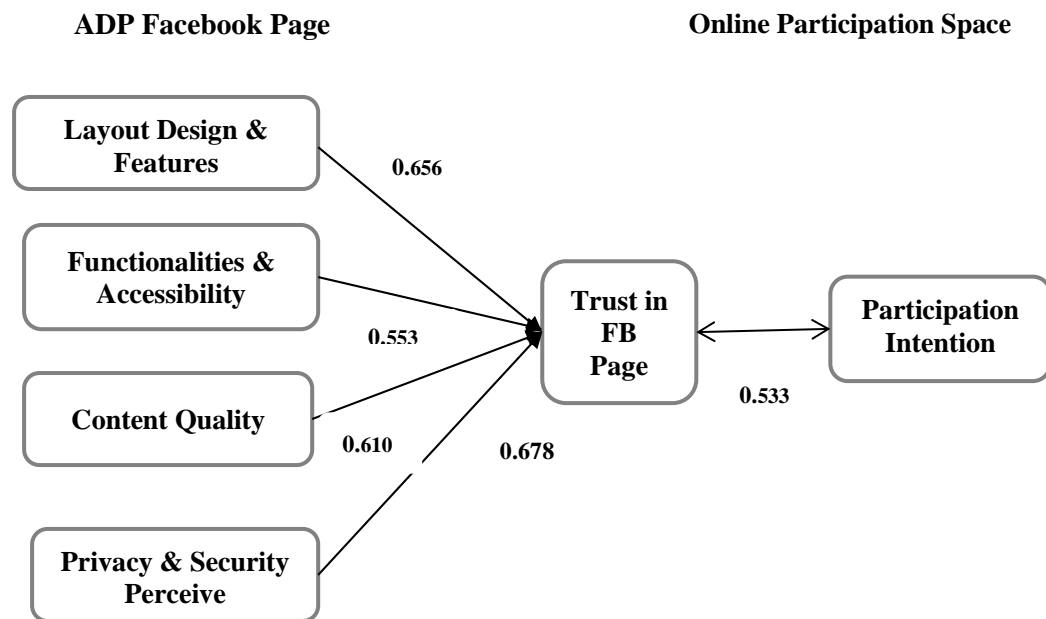 ADP Facebook Page
Online Participation Space
Layout Design &
Features
0.656
Functionalities &
Accessibility
0.553
Trust in
FB
Page
Participation
Intention
0.533
Content Quality
0.610
0.678
Privacy & Security
Perceive